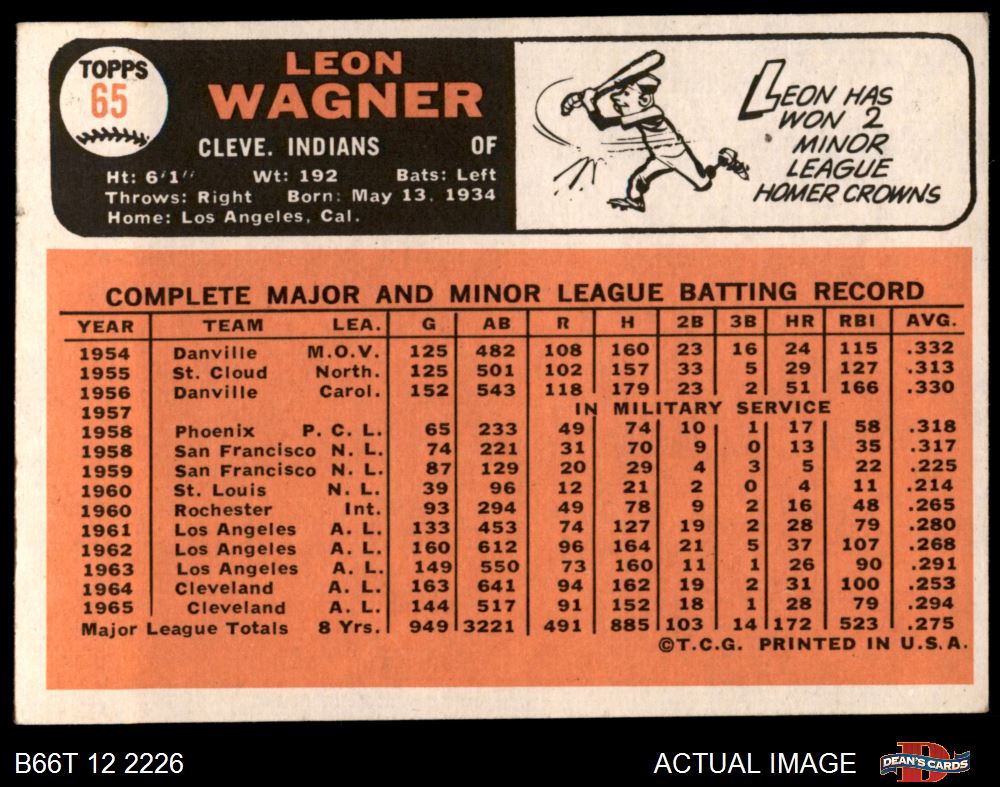 TOPPS
65
LEON
WAGNER
CLEVE. INDIANS OF
Ht: 6'1" Wt: 192 Bats: Left
Throws: Right Born: May 13, 1934
Home: Los Angeles, Cal.
LEON HAS
WON 2
MINOR
LEAGUE
HOMER CROWNS
COMPLETE MAJOR AND MINOR LEAGUE BATTING RECORD
YEAR TEAM LEA. G AB R H 2B 3B HR RBI AVG.
1954 Danville M.O.V. 125 482 108 160 23 16 24 115 .332
1955 St. Cloud North. 125 501 102 157 33 5 29 127 .313
1956 Danville Carol. 152 543 118 179 23 2 51 166 .330
1957 IN MILITARY SERVICE
1958 Phoenix P. C. L. 65 233 49 74 10 1 17 58 .318
1958 San Francisco N. L. 74 221 31 70 9 0 13 35 .317
1959 San Francisco N. L. 87 129 20 29 4 3 5 22 .225
1960 St. Louis N. L. 39 96 12 21 2 0 4 11 .214
1960 Rochester Int. 93 294 49 78 9 2 16 48 .265
1961 Los Angeles A. L. 133 453 74 127 19 2 28 79 .280
1962 Los Angeles A. L. 160 612 96 164 21 5 37 107 .268
1963 Los Angeles A. L. 149 550 73 160 11 1 26 90 .291
1964 Cleveland A. L. 163 641 94 162 19 2 31 100 .253
1965 Cleveland A. L. 144 517 91 152 18 1 28 79 .294
Major League Totals 8 Yrs. 949 3221 491 885 103 14 172 523 .275
©T.C.G. PRINTED IN U.S.A.
B66T 12 2226 ACTUAL IMAGE
DEAN'S CARDS